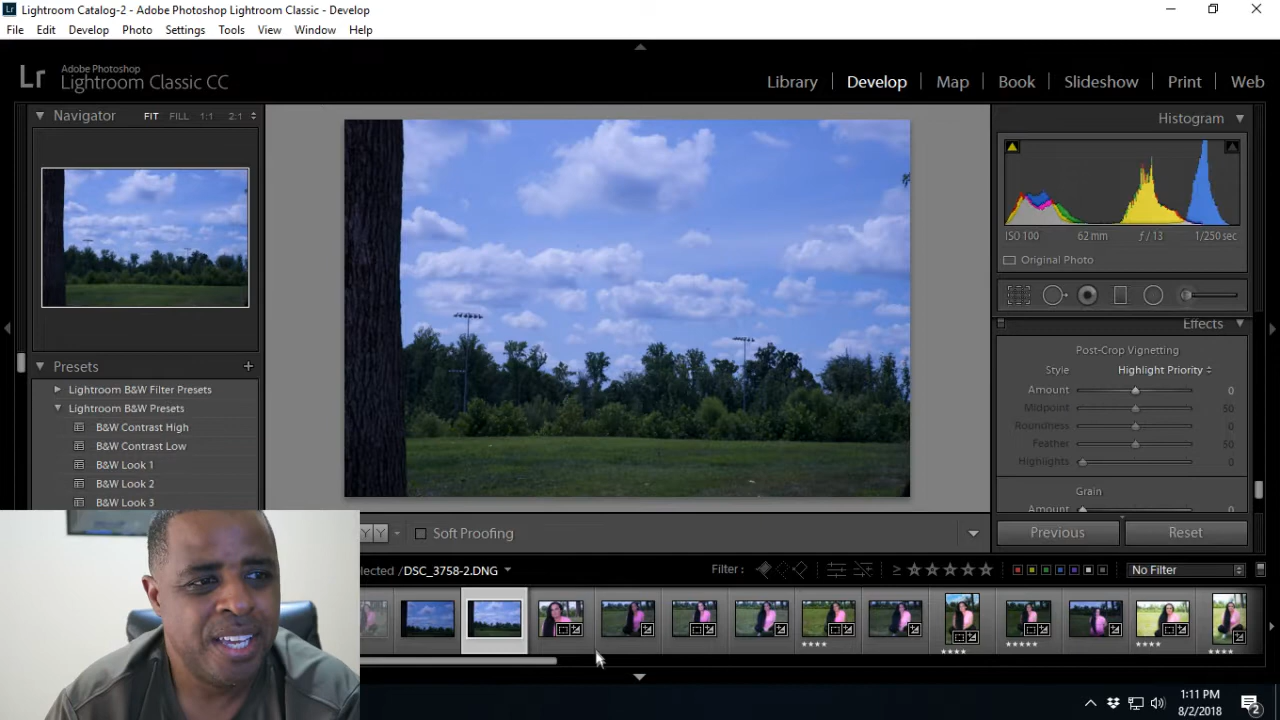 Lightroom Catalog-2 - Adobe Photoshop Lightroom Classic - Develop
File Edit Develop Photo Settings Tools View Window Help
Lr Adobe Photoshop
Lightroom Classic CC
Library Develop Map Book Slideshow Print Web
Navigator FIT FILL 1:1 2:1
Histogram
ISO 100 62 mm ƒ / 13 1/250 sec
Original Photo
Effects
Post-Crop Vignetting
Style Highlight Priority
Amount 0
Midpoint 50
Roundness 0
Feather 50
Highlights 0
Grain
Amount 0
Previous Reset
Presets +
Lightroom B&W Filter Presets
Lightroom B&W Presets
B&W Contrast High
B&W Contrast Low
B&W Look 1
B&W Look 2
B&W Look 3
Y Y Soft Proofing
lected /DSC_3758-2.DNG
Filter: No Filter
1:11 PM
8/2/2018
2